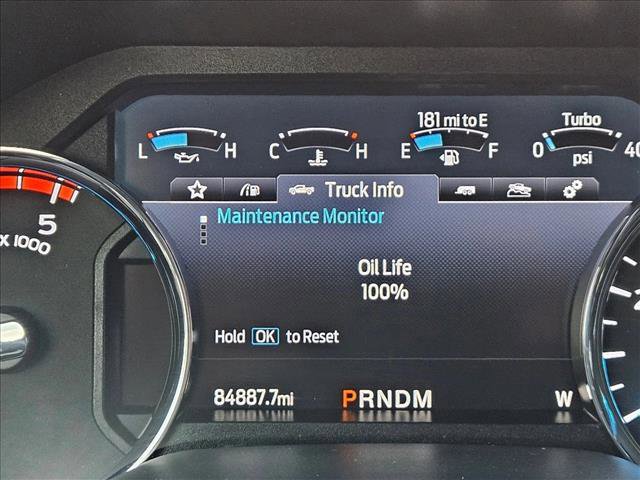 181 mi to E
Turbo
L H
C H
E F
0 40
psi
Truck Info
5
X 1000
Maintenance Monitor
Oil Life
100%
Hold OK to Reset
84887.7mi
PRNDM
W